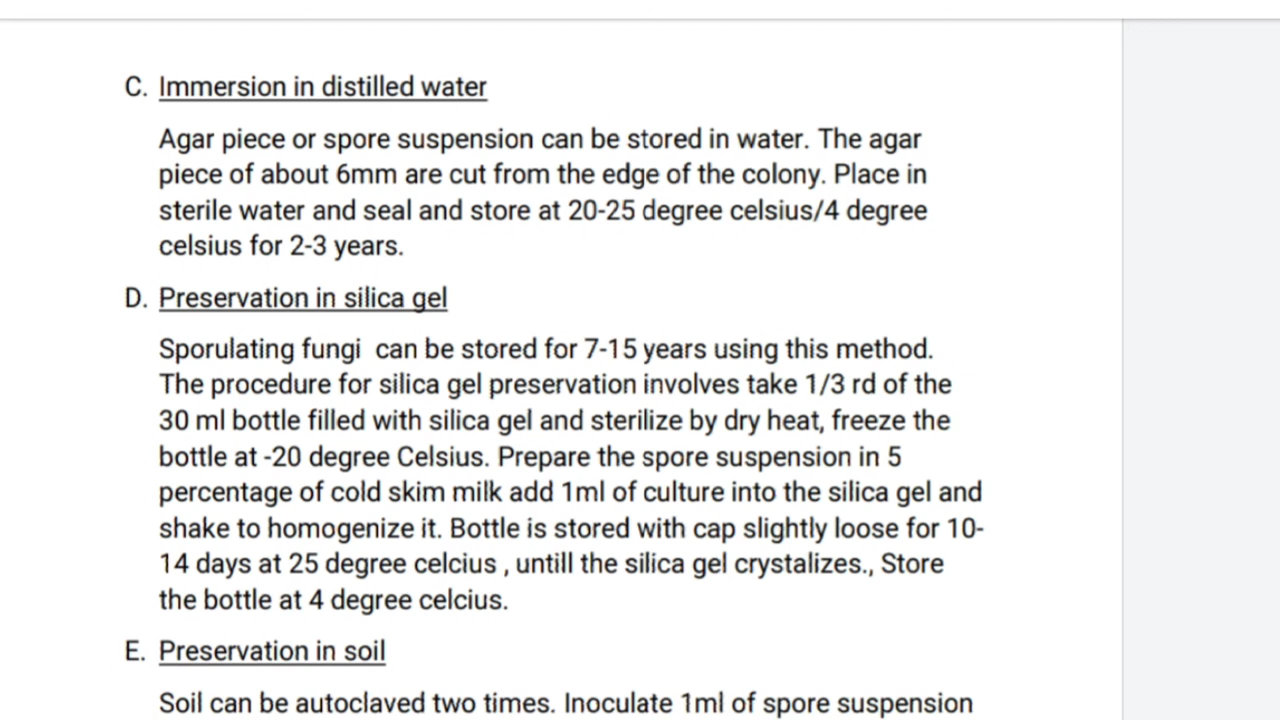 C. Immersion in distilled water
Agar piece or spore suspension can be stored in water. The agar
piece of about 6mm are cut from the edge of the colony. Place in
sterile water and seal and store at 20-25 degree celsius/4 degree
celsius for 2-3 years.
D. Preservation in silica gel
Sporulating fungi  can be stored for 7-15 years using this method.
The procedure for silica gel preservation involves take 1/3 rd of the
30 ml bottle filled with silica gel and sterilize by dry heat, freeze the
bottle at -20 degree Celsius. Prepare the spore suspension in 5
percentage of cold skim milk add 1ml of culture into the silica gel and
shake to homogenize it. Bottle is stored with cap slightly loose for 10-
14 days at 25 degree celcius , untill the silica gel crystalizes., Store
the bottle at 4 degree celcius.
E. Preservation in soil
Soil can be autoclaved two times. Inoculate 1ml of spore suspension